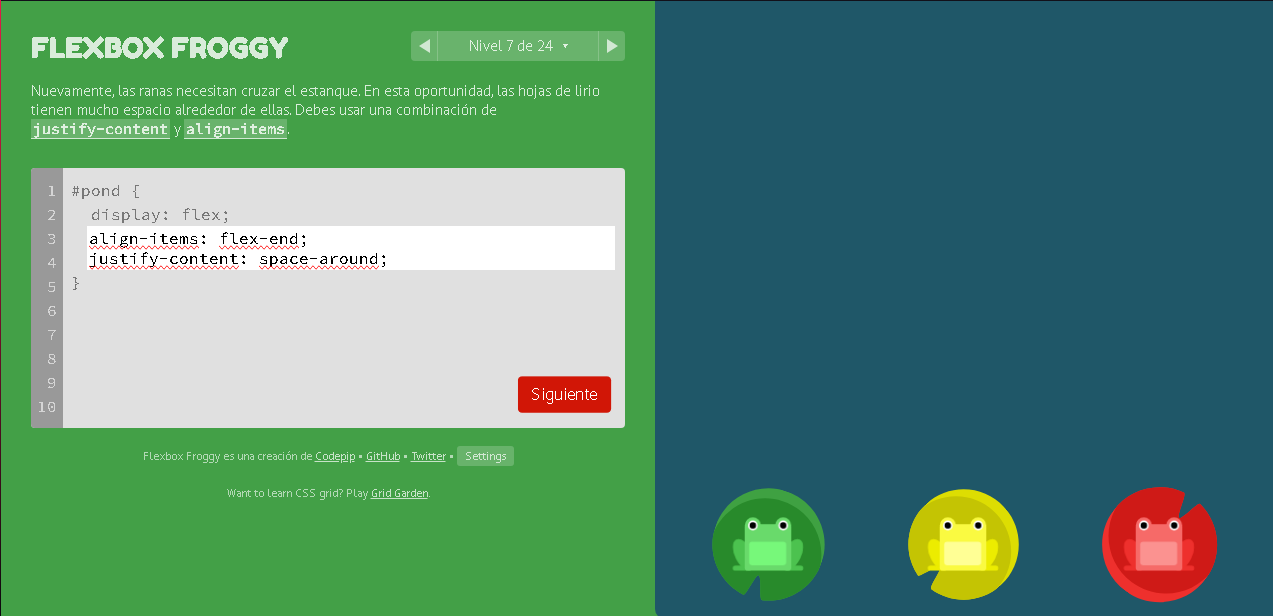 FLEXBOX FROGGY
Nivel 7 de 24
Nuevamente, las ranas necesitan cruzar el estanque. En esta oportunidad, las hojas de lirio
tienen mucho espacio alrededor de ellas. Debes usar una combinación de
justify-content y align-items.
1 #pond {
2 display: flex;
3 align-items: flex-end;
4 justify-content: space-around;
5 }
6
7
8
9
10
Siguiente
Flexbox Froggy es una creación de Codepip • GitHub • Twitter • Settings
Want to learn CSS grid? Play Grid Garden.